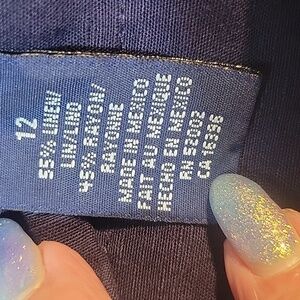 12
55% LINEN/
LIN/LINO
45% RAYON/
RAYONNE
MADE IN MEXICO
FAIT AU MEXIQUE
HECHO EN MEXICO
RN 52002
CA 15395